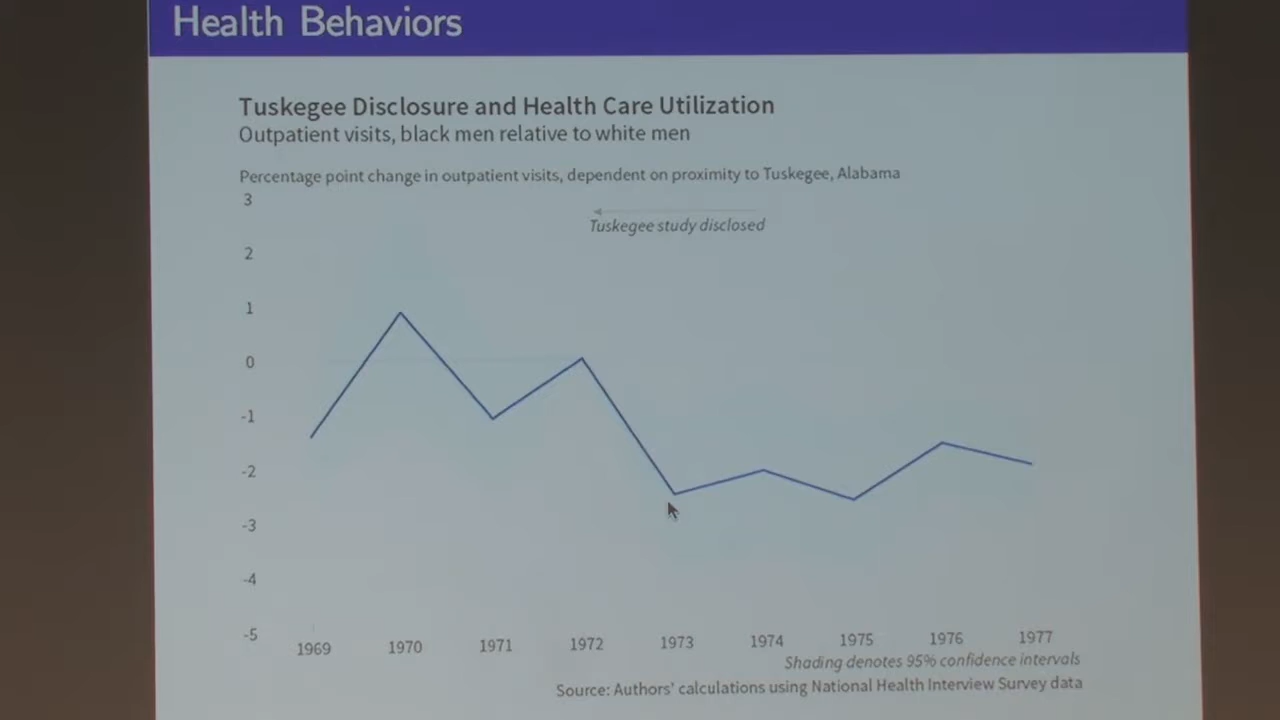 Health Behaviors
Tuskegee Disclosure and Health Care Utilization
Outpatient visits, black men relative to white men
Percentage point change in outpatient visits, dependent on proximity to Tuskegee, Alabama
3
Tuskegee study disclosed
2
1
0
-1
-2
-3
-4
-5
1969 1970 1971 1972 1973 1974 1975 1976 1977
Shading denotes 95% confidence intervals
Source: Authors' calculations using National Health Interview Survey data